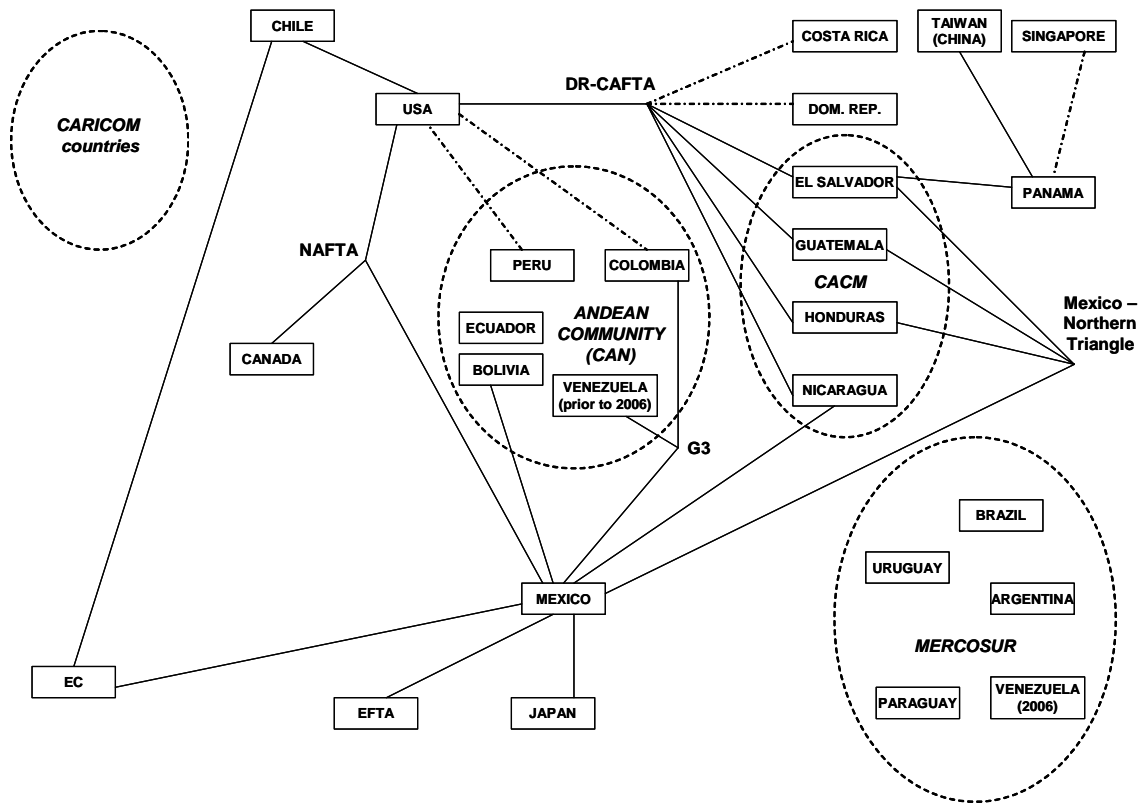 CHILE
COSTA RICA
TAIWAN
(CHINA)
SINGAPORE
DR-CAFTA
USA
DOM. REP.
CARICOM
countries
EL SALVADOR
PANAMA
NAFTA
PERU
COLOMBIA
GUATEMALA
CACM
ANDEAN
COMMUNITY
(CAN)
ECUADOR
BOLIVIA
VENEZUELA
(prior to 2006)
HONDURAS
Mexico –
Northern
Triangle
CANADA
NICARAGUA
G3
BRAZIL
URUGUAY
ARGENTINA
MEXICO
MERCOSUR
EC
EFTA
JAPAN
PARAGUAY
VENEZUELA
(2006)